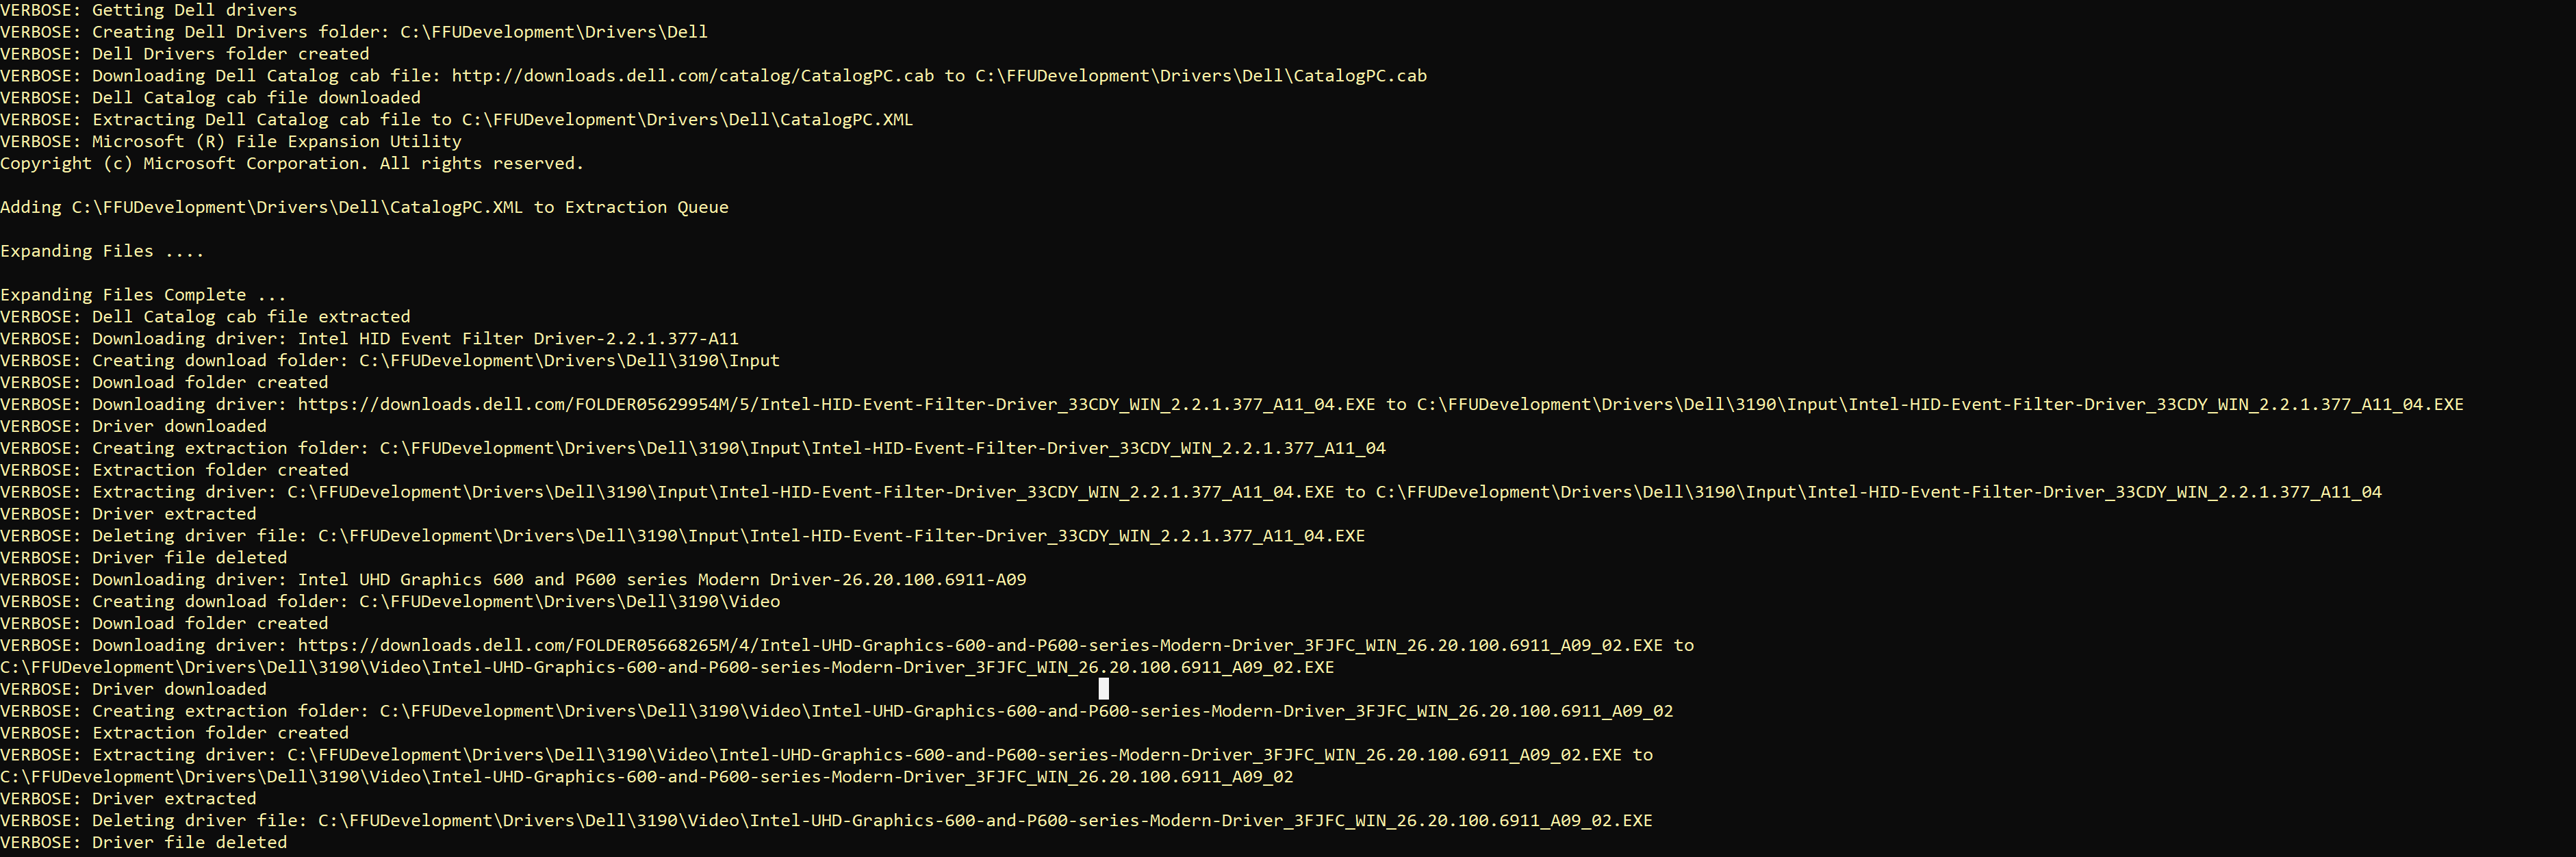 VERBOSE: Getting Dell drivers
VERBOSE: Creating Dell Drivers folder: C:\FFUDevelopment\Drivers\Dell
VERBOSE: Dell Drivers folder created
VERBOSE: Downloading Dell Catalog cab file: http://downloads.dell.com/catalog/CatalogPC.cab to C:\FFUDevelopment\Drivers\Dell\CatalogPC.cab
VERBOSE: Dell Catalog cab file downloaded
VERBOSE: Extracting Dell Catalog cab file to C:\FFUDevelopment\Drivers\Dell\CatalogPC.XML
VERBOSE: Microsoft (R) File Expansion Utility
Copyright (c) Microsoft Corporation. All rights reserved.
Adding C:\FFUDevelopment\Drivers\Dell\CatalogPC.XML to Extraction Queue
Expanding Files ....
Expanding Files Complete ...
VERBOSE: Dell Catalog cab file extracted
VERBOSE: Downloading driver: Intel HID Event Filter Driver-2.2.1.377-A11
VERBOSE: Creating download folder: C:\FFUDevelopment\Drivers\Dell\3190\Input
VERBOSE: Download folder created
VERBOSE: Downloading driver: https://downloads.dell.com/FOLDER05629954M/5/Intel-HID-Event-Filter-Driver_33CDY_WIN_2.2.1.377_A11_04.EXE to C:\FFUDevelopment\Drivers\Dell\3190\Input\Intel-HID-Event-Filter-Driver_33CDY_WIN_2.2.1.377_A11_04.EXE
VERBOSE: Driver downloaded
VERBOSE: Creating extraction folder: C:\FFUDevelopment\Drivers\Dell\3190\Input\Intel-HID-Event-Filter-Driver_33CDY_WIN_2.2.1.377_A11_04
VERBOSE: Extraction folder created
VERBOSE: Extracting driver: C:\FFUDevelopment\Drivers\Dell\3190\Input\Intel-HID-Event-Filter-Driver_33CDY_WIN_2.2.1.377_A11_04.EXE to C:\FFUDevelopment\Drivers\Dell\3190\Input\Intel-HID-Event-Filter-Driver_33CDY_WIN_2.2.1.377_A11_04
VERBOSE: Driver extracted
VERBOSE: Deleting driver file: C:\FFUDevelopment\Drivers\Dell\3190\Input\Intel-HID-Event-Filter-Driver_33CDY_WIN_2.2.1.377_A11_04.EXE
VERBOSE: Driver file deleted
VERBOSE: Downloading driver: Intel UHD Graphics 600 and P600 series Modern Driver-26.20.100.6911-A09
VERBOSE: Creating download folder: C:\FFUDevelopment\Drivers\Dell\3190\Video
VERBOSE: Download folder created
VERBOSE: Downloading driver: https://downloads.dell.com/FOLDER05668265M/4/Intel-UHD-Graphics-600-and-P600-series-Modern-Driver_3FJFC_WIN_26.20.100.6911_A09_02.EXE to
C:\FFUDevelopment\Drivers\Dell\3190\Video\Intel-UHD-Graphics-600-and-P600-series-Modern-Driver_3FJFC_WIN_26.20.100.6911_A09_02.EXE
VERBOSE: Driver downloaded
VERBOSE: Creating extraction folder: C:\FFUDevelopment\Drivers\Dell\3190\Video\Intel-UHD-Graphics-600-and-P600-series-Modern-Driver_3FJFC_WIN_26.20.100.6911_A09_02
VERBOSE: Extraction folder created
VERBOSE: Extracting driver: C:\FFUDevelopment\Drivers\Dell\3190\Video\Intel-UHD-Graphics-600-and-P600-series-Modern-Driver_3FJFC_WIN_26.20.100.6911_A09_02.EXE to
C:\FFUDevelopment\Drivers\Dell\3190\Video\Intel-UHD-Graphics-600-and-P600-series-Modern-Driver_3FJFC_WIN_26.20.100.6911_A09_02
VERBOSE: Driver extracted
VERBOSE: Deleting driver file: C:\FFUDevelopment\Drivers\Dell\3190\Video\Intel-UHD-Graphics-600-and-P600-series-Modern-Driver_3FJFC_WIN_26.20.100.6911_A09_02.EXE
VERBOSE: Driver file deleted